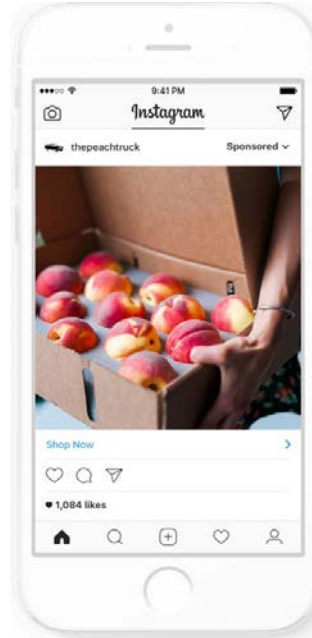 9:41 PM
Instagram
thepeachtruck Sponsored
Shop Now
1,084 likes